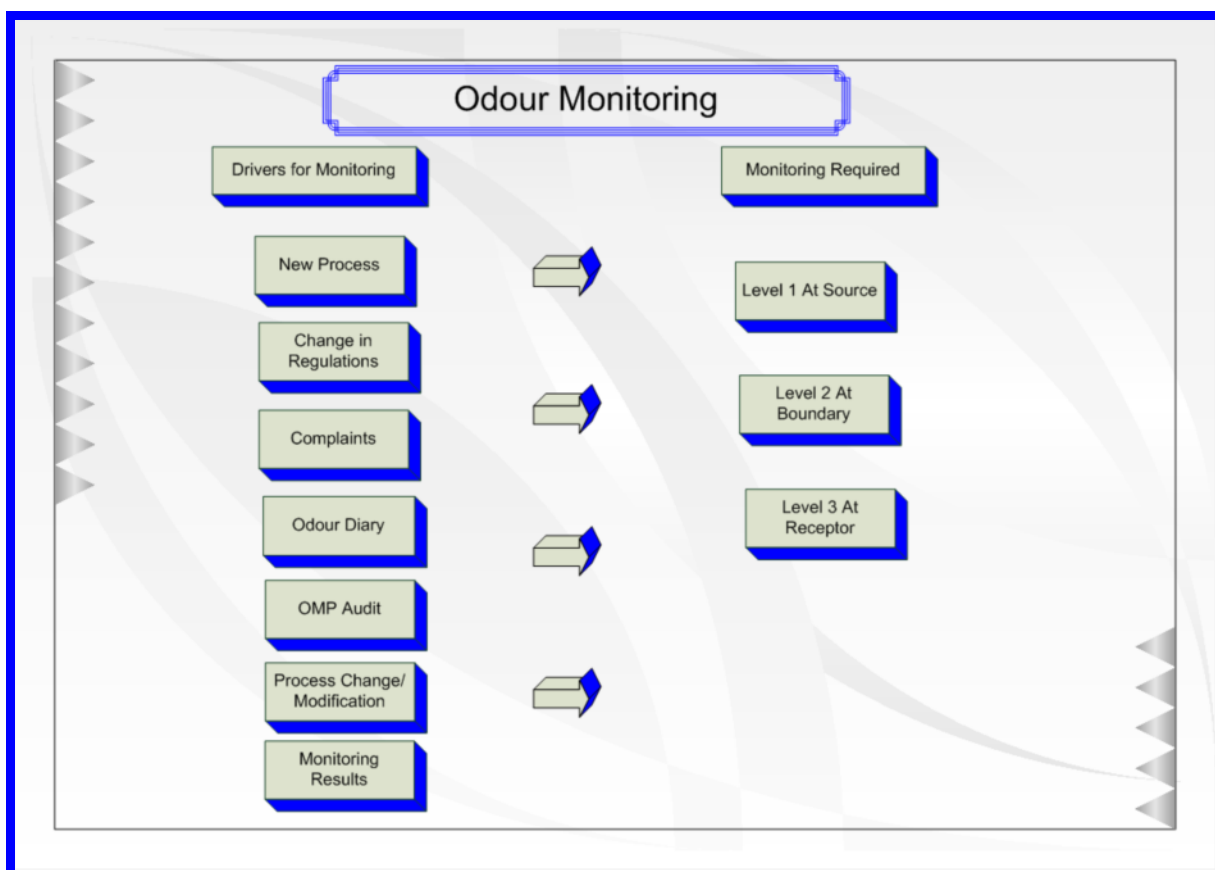 Odour Monitoring
Drivers for Monitoring
New Process
Change in
Regulations
Complaints
Odour Diary
OMP Audit
Process Change/
Modification
Monitoring
Results
Monitoring Required
Level 1 At Source
Level 2 At
Boundary
Level 3 At
Receptor